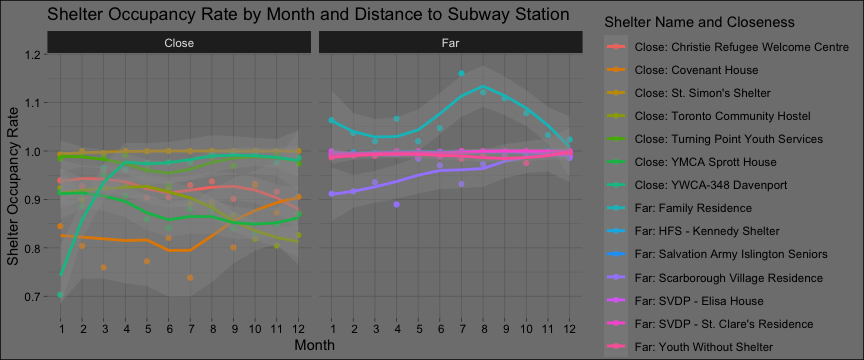 Shelter Occupancy Rate by Month and Distance to Subway Station
Close
Far
Shelter Occupancy Rate
1.2
1.1
1.0
0.9
0.8
0.7
1 2 3 4 5 6 7 8 9 10 11 12
1 2 3 4 5 6 7 8 9 10 11 12
Month
Shelter Name and Closeness
Close: Christie Refugee Welcome Centre
Close: Covenant House
Close: St. Simon's Shelter
Close: Toronto Community Hostel
Close: Turning Point Youth Services
Close: YMCA Sprott House
Close: YWCA-348 Davenport
Far: Family Residence
Far: HFS - Kennedy Shelter
Far: Salvation Army Islington Seniors
Far: Scarborough Village Residence
Far: SVDP - Elisa House
Far: SVDP - St. Clare's Residence
Far: Youth Without Shelter